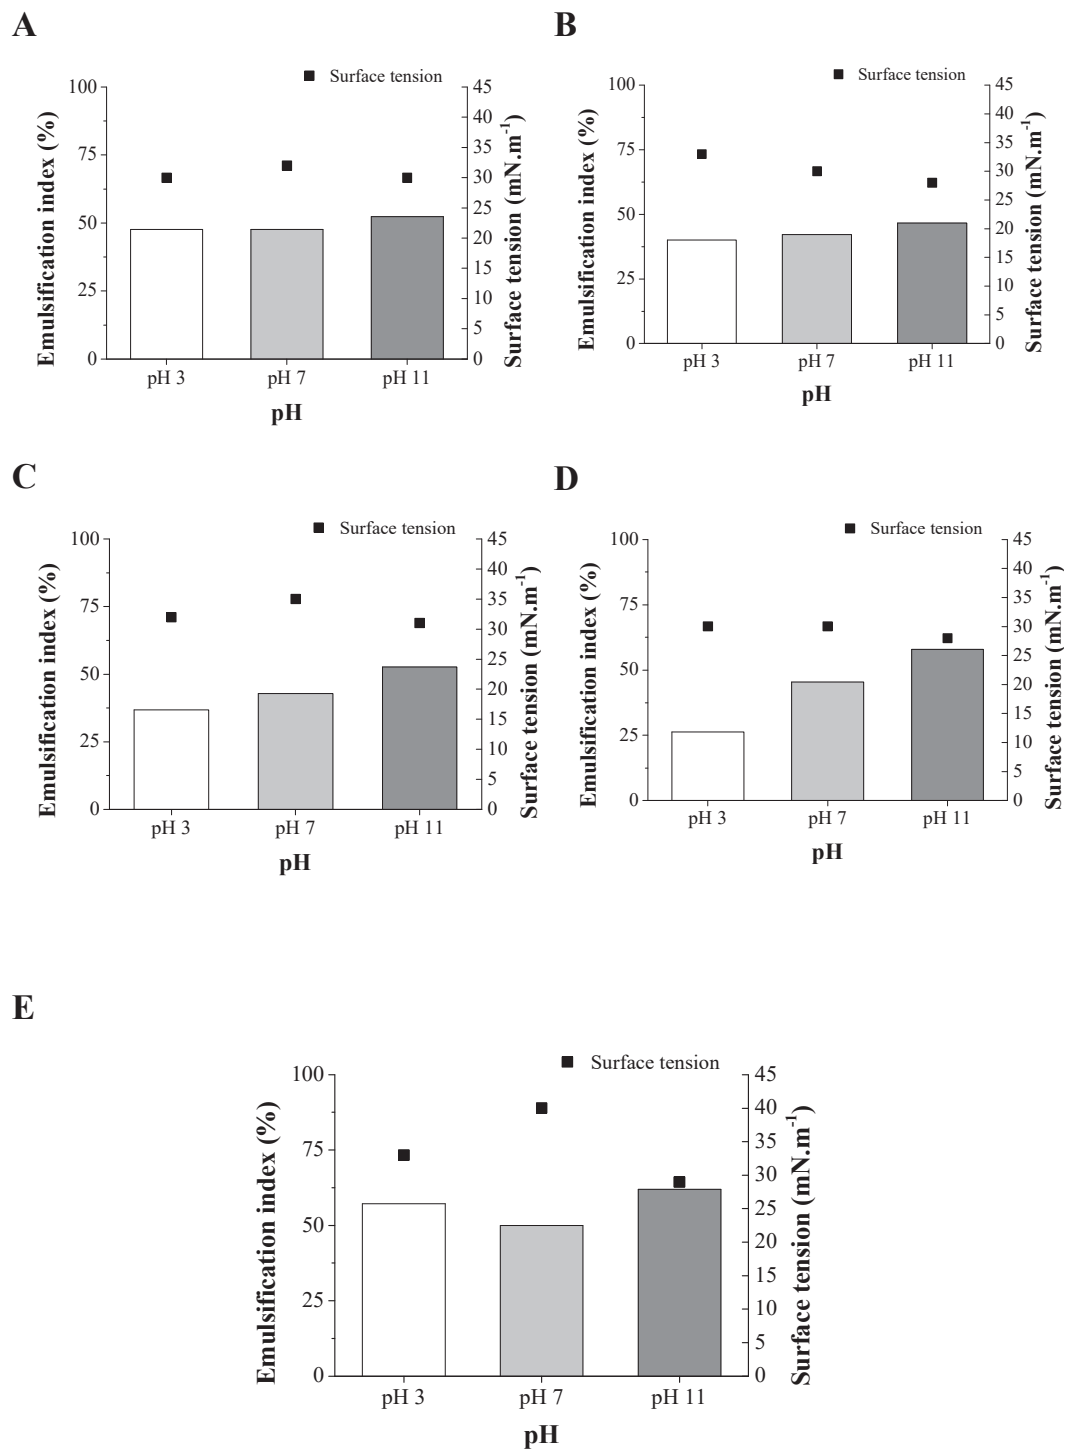 A
Surface tension
Emulsification index (%)
100
75
50
25
0
45
40
35
30
25
20
15
10
5
0
Surface tension (mN.m-1)
pH 3
pH 7
pH 11
pH
B
Surface tension
Emulsification index (%)
100
75
50
25
0
45
40
35
30
25
20
15
10
5
0
Surface tension (mN.m-1)
pH 3
pH 7
pH 11
pH
C
Surface tension
Emulsification index (%)
100
75
50
25
0
45
40
35
30
25
20
15
10
5
0
Surface tension (mN.m-1)
pH 3
pH 7
pH 11
pH
D
Surface tension
Emulsification index (%)
100
75
50
25
0
45
40
35
30
25
20
15
10
5
0
Surface tension (mN.m-1)
pH 3
pH 7
pH 11
pH
E
Surface tension
Emulsification index (%)
100
75
50
25
0
45
40
35
30
25
20
15
10
5
0
Surface tension (mN.m-1)
pH 3
pH 7
pH 11
pH